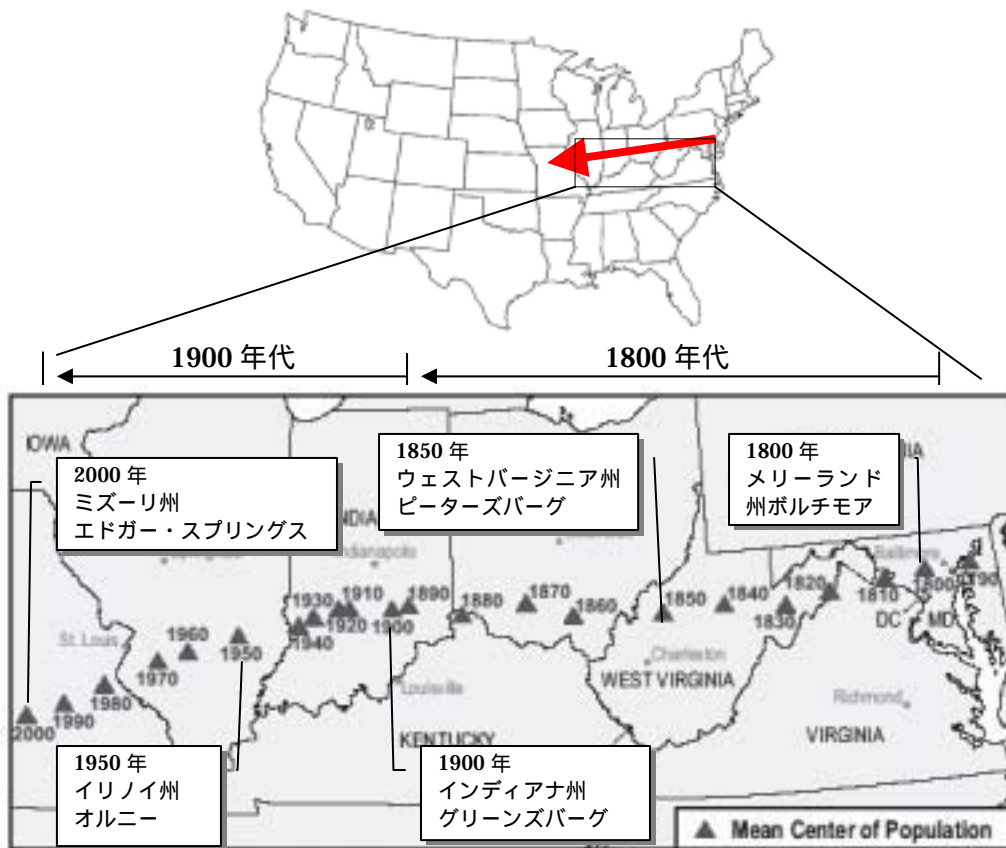 1900 年代
1800 年代
IOWA
2000 年
ミズーリ州
エドガー・スプリングス
1850 年
ウェストバージニア州
ピーターズバーグ
1800 年
メリーランド
州ボルチモア
Indianapolis
Baltimore
1930
1910
1890
1880
1870
1860
1850
1840
1820
1810
1800
1940
1920
1900
1830
DC
MD
St. Louis
1960
1950
1970
1980
1990
2000
Charleston
WEST VIRGINIA
Louisville
Richmond
KENTUCKY
VIRGINIA
1950 年
イリノイ州
オルニー
1900 年
インディアナ州
グリーンズバーグ
Mean Center of Population